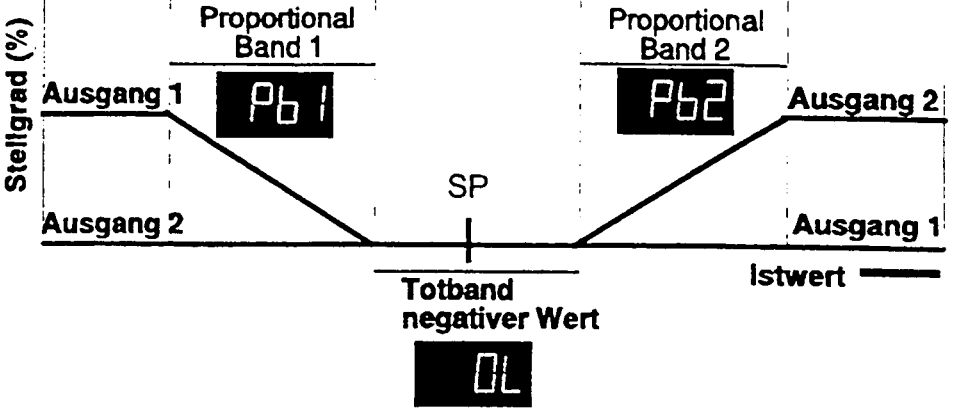 Stellgrad (%)
Proportional
Band 1
Pb1
Proportional
Band 2
Pb2
Ausgang 1
Ausgang 2
SP
Ausgang 2
Ausgang 1
Istwert
Totband
negativer Wert
OL